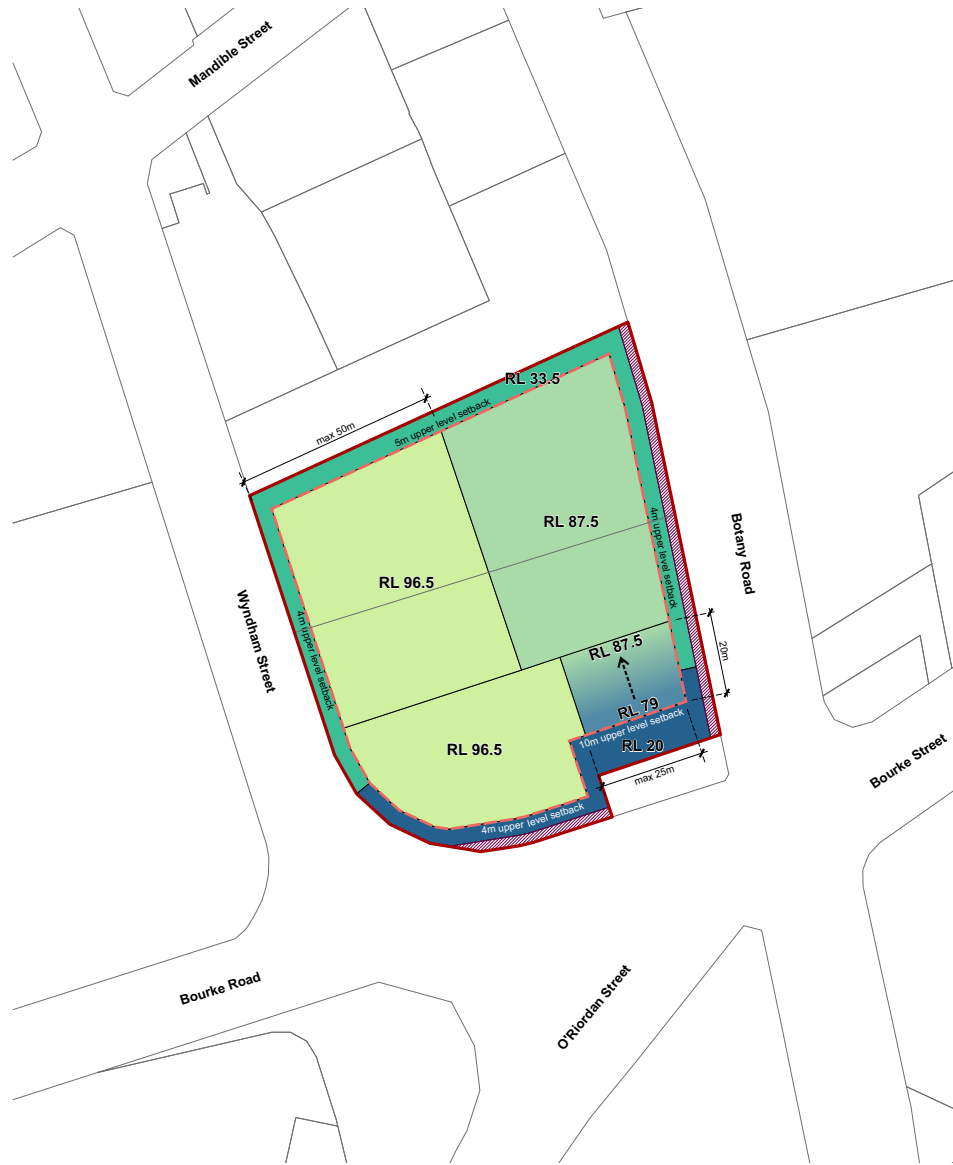 Mandible Street
RL 33.5
max 50m
5m upper level setback
RL 87.5
4m upper level setback
Botany Road
RL 96.5
Wyndham Street
4m upper level setback
RL 87.5
20m
RL 79
10m upper level setback
RL 20
RL 96.5
max 25m
4m upper level setback
Bourke Street
Bourke Road
O'Riordan Street